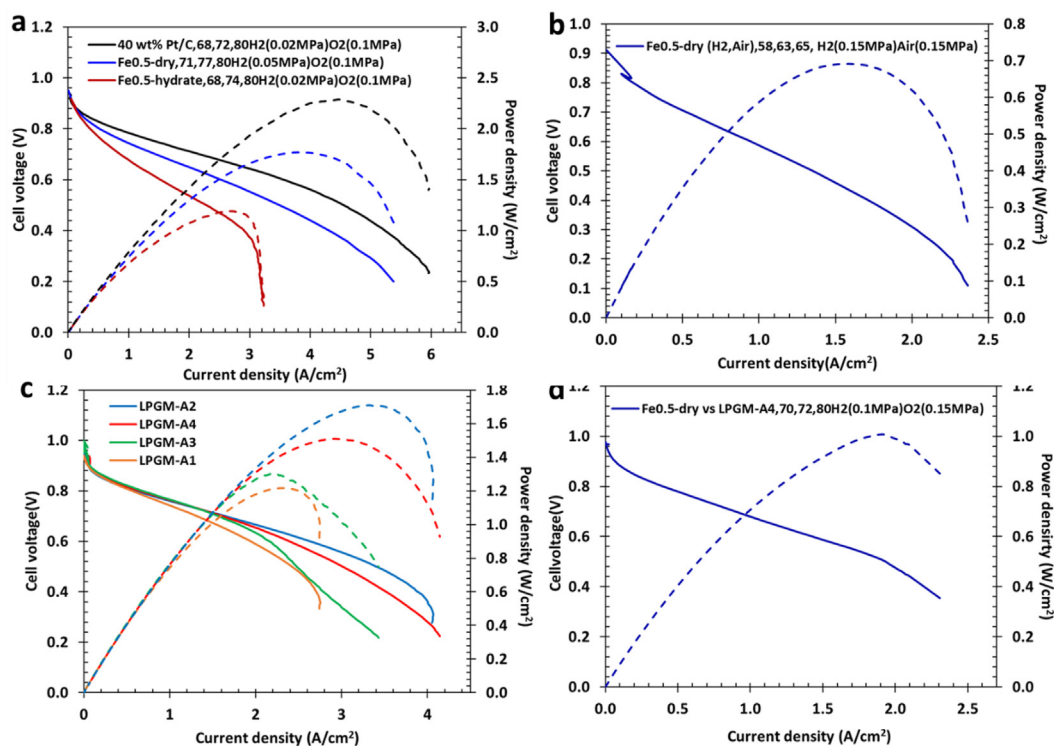 a
40 wt% Pt/C,68,72,80H2(0.02MPa)O2(0.1MPa)
Fe0.5-dry,71,77,80H2(0.05MPa)O2(0.1MPa)
Fe0.5-hydrate,68,74,80H2(0.02MPa)O2(0.1MPa)
1.2
1.0
0.8
0.6
0.4
0.2
0.0
Cell voltage (V)
3.0
2.5
2.0
1.5
1.0
0.5
0.0
Power density (W/cm²)
0 1 2 3 4 5 6
Current density (A/cm²)
b
Fe0.5-dry (H2,Air),58,63,65, H2(0.15MPa)Air(0.15MPa)
1.0
0.9
0.8
0.7
0.6
0.5
0.4
0.3
0.2
0.1
0.0
Cell voltage (V)
0.8
0.7
0.6
0.5
0.4
0.3
0.2
0.1
0.0
Power density (W/cm²)
0.0 0.5 1.0 1.5 2.0 2.5
Current density(A/cm²)
c
LPGM-A2
LPGM-A4
LPGM-A3
LPGM-A1
1.2
1.0
0.8
0.6
0.4
0.2
0.0
Cell voltage(V)
1.8
1.6
1.4
1.2
1.0
0.8
0.6
0.4
0.2
0.0
Power density (W/cm²)
0 1 2 3 4
Current density (A/cm²)
d
Fe0.5-dry vs LPGM-A4,70,72,80H2(0.1MPa)O2(0.15MPa)
1.2
1.0
0.8
0.6
0.4
0.2
0.0
Cellvoltage(V)
1.2
1.0
0.8
0.6
0.4
0.2
0.0
Power density (W/cm²)
0.0 0.5 1.0 1.5 2.0 2.5
Current density (A/cm²)